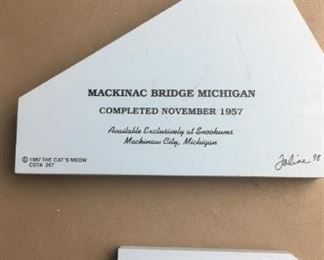 MACKINAC BRIDGE MICHIGAN
COMPLETED NOVEMBER 1957
Available Exclusively at Snookums
Mackinaw City, Michigan
© 1997 THE CAT'S MEOW
CSTA 267
Faline 98